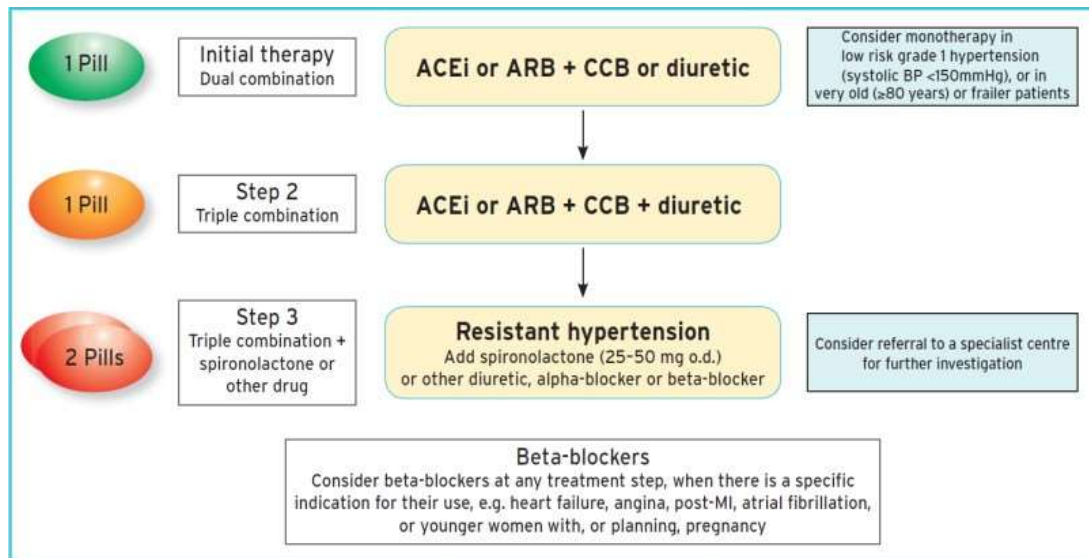 1 Pill
Initial therapy
Dual combination
ACEi or ARB + CCB or diuretic
Consider monotherapy in
low risk grade 1 hypertension
(systolic BP <150mmHg), or in
very old (≥80 years) or frailer patients
1 Pill
Step 2
Triple combination
ACEi or ARB + CCB + diuretic
2 Pills
Step 3
Triple combination +
spironolactone or
other drug
Resistant hypertension
Add spironolactone (25-50 mg o.d.)
or other diuretic, alpha-blocker or beta-blocker
Consider referral to a specialist centre
for further investigation
Beta-blockers
Consider beta-blockers at any treatment step, when there is a specific
indication for their use, e.g. heart failure, angina, post-MI, atrial fibrillation,
or younger women with, or planning, pregnancy